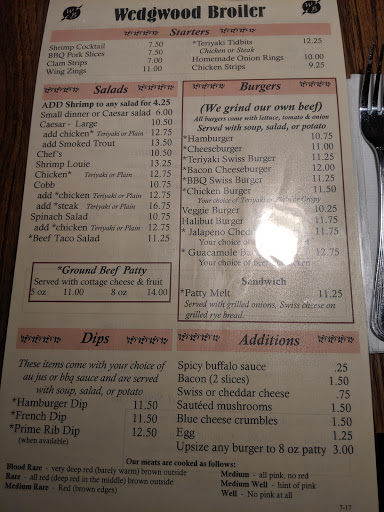 Wedgwood Broiler
Starters
Shrimp Cocktail 7.50
BBQ Pork Slices 7.50
Clam Strips 7.00
Wing Zings 11.00
*Teriyaki Tidbits 12.25
Chicken or Steak
Homemade Onion Rings 10.00
Chicken Strips 9.25
Salads
ADD Shrimp to any salad for 4.25
Small dinner or Caesar salad 6.00
Caesar - Large 10.50
add chicken* Teriyaki or Plain 12.75
add Smoked Trout 13.50
Chef's 10.50
Shrimp Louie 13.25
Chicken* Teriyaki or Plain 12.75
Cobb 10.75
add *chicken Teriyaki or Plain 12.75
add *steak Teriyaki or Plain 16.75
Spinach Salad 10.75
add *chicken Teriyaki or Plain 12.75
*Beef Taco Salad 11.25
*Ground Beef Patty
Served with cottage cheese & fruit
5 oz 11.00 8 oz 14.00
Burgers
(We grind our own beef)
All burgers come with lettuce, tomato & onion
Served with soup, salad, or potato
*Hamburger 10.75
*Cheeseburger 11.00
*Teriyaki Swiss Burger 11.25
*Bacon Cheeseburger 12.00
*BBQ Swiss Burger 11.25
*Chicken Burger 11.50
Your choice of Teriyaki, Plain or Crispy
Veggie Burger 10.25
Halibut Burger 11.75
* Jalapeño Ched 11.75
Your choice of
* Guacamole Ba 12.75
Your choice of beef
Sandwich
*Patty Melt 11.25
Served with grilled onions, Swiss cheese on
grilled rye bread.
Dips
These items come with your choice of
au jus or bbq sauce and are served
with soup, salad, or potato
*Hamburger Dip 11.50
*French Dip 11.50
*Prime Rib Dip 12.50
(when available)
Additions
Spicy buffalo sauce .25
Bacon (2 slices) 1.50
Swiss or cheddar cheese .75
Sautéed mushrooms 1.50
Blue cheese crumbles 1.50
Egg 1.25
Upsize any burger to 8 oz patty 3.00
Our meats are cooked as follows:
Blood Rare - very deep red (barely warm) brown outside
Rare - all red (deep red in the middle) brown outside
Medium Rare - Red (brown edges)
Medium - all pink, no red
Medium Well - hint of pink
Well - No pink at all
7-17